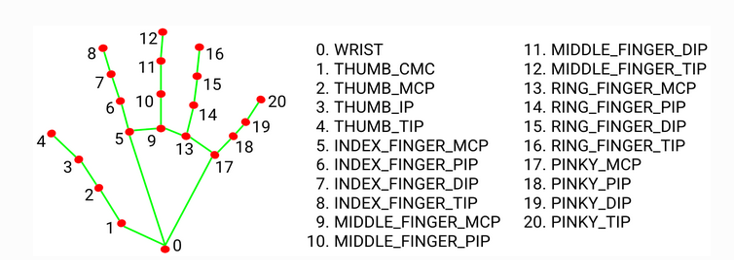 12
8
16
11
7
15
20
10
6
14
19
4
5
9
13
18
3
17
2
1
0
0. WRIST
1. THUMB_CMC
2. THUMB_MCP
3. THUMB_IP
4. THUMB_TIP
5. INDEX_FINGER_MCP
6. INDEX_FINGER_PIP
7. INDEX_FINGER_DIP
8. INDEX_FINGER_TIP
9. MIDDLE_FINGER_MCP
10. MIDDLE_FINGER_PIP
11. MIDDLE_FINGER_DIP
12. MIDDLE_FINGER_TIP
13. RING_FINGER_MCP
14. RING_FINGER_PIP
15. RING_FINGER_DIP
16. RING_FINGER_TIP
17. PINKY_MCP
18. PINKY_PIP
19. PINKY_DIP
20. PINKY_TIP